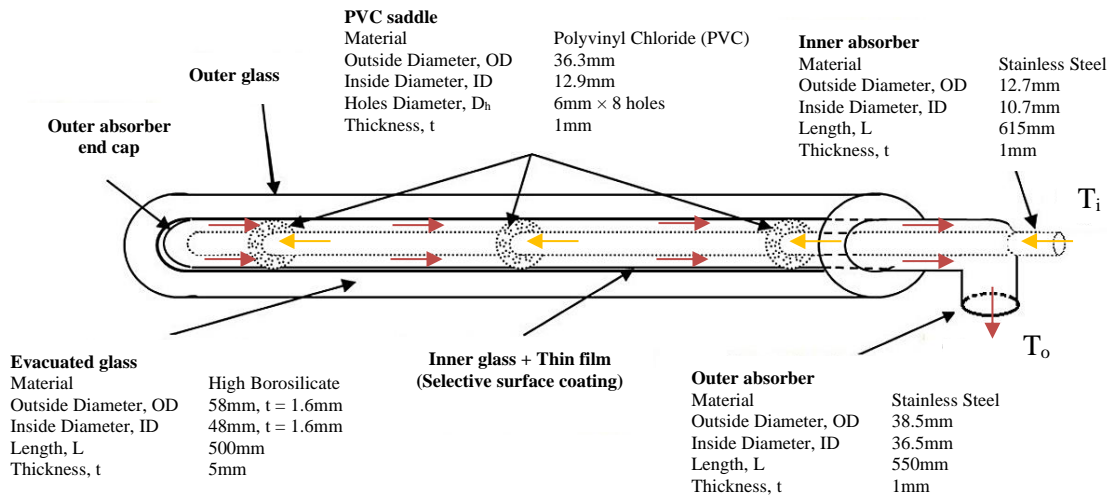 PVC saddle
Material Polyvinyl Chloride (PVC)
Outside Diameter, OD 36.3mm
Inside Diameter, ID 12.9mm
Holes Diameter, Dₕ 6mm × 8 holes
Thickness, t 1mm
Inner absorber
Material Stainless Steel
Outside Diameter, OD 12.7mm
Inside Diameter, ID 10.7mm
Length, L 615mm
Thickness, t 1mm
Outer glass
Outer absorber
end cap
Tᵢ
Tₒ
Evacuated glass
Material High Borosilicate
Outside Diameter, OD 58mm, t = 1.6mm
Inside Diameter, ID 48mm, t = 1.6mm
Length, L 500mm
Thickness, t 5mm
Inner glass + Thin film
(Selective surface coating)
Outer absorber
Material Stainless Steel
Outside Diameter, OD 38.5mm
Inside Diameter, ID 36.5mm
Length, L 550mm
Thickness, t 1mm